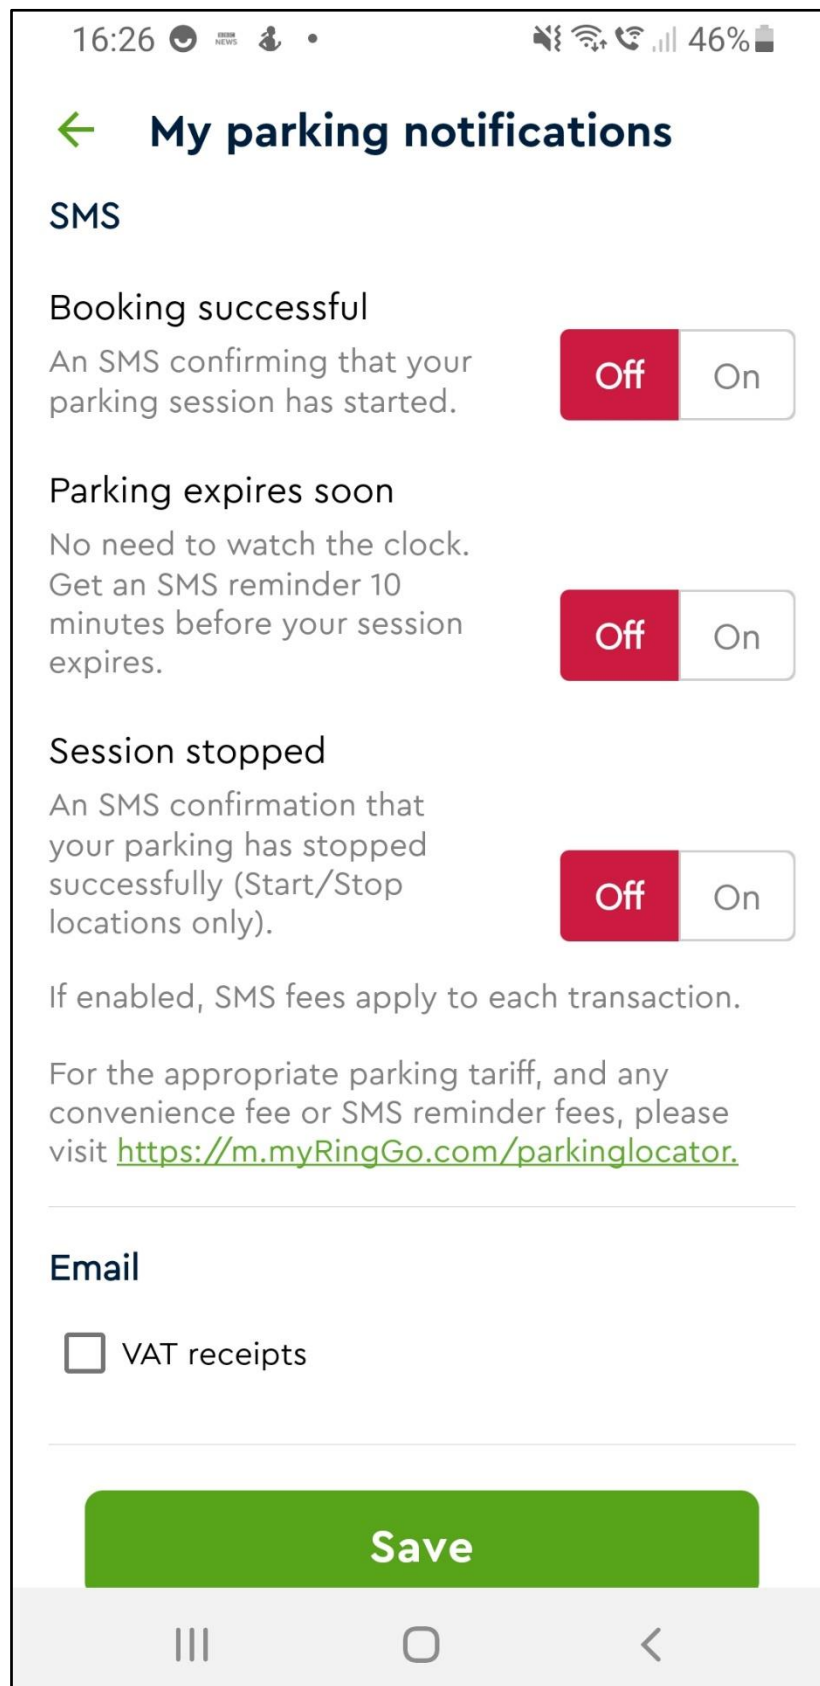 16:26 BBC NEWS 46%
My parking notifications
SMS
Booking successful
An SMS confirming that your
parking session has started.
Off On
Parking expires soon
No need to watch the clock.
Get an SMS reminder 10
minutes before your session
expires.
Off On
Session stopped
An SMS confirmation that
your parking has stopped
successfully (Start/Stop
locations only).
Off On
If enabled, SMS fees apply to each transaction.
For the appropriate parking tariff, and any
convenience fee or SMS reminder fees, please
visit https://m.myRingGo.com/parkinglocator.
Email
VAT receipts
Save